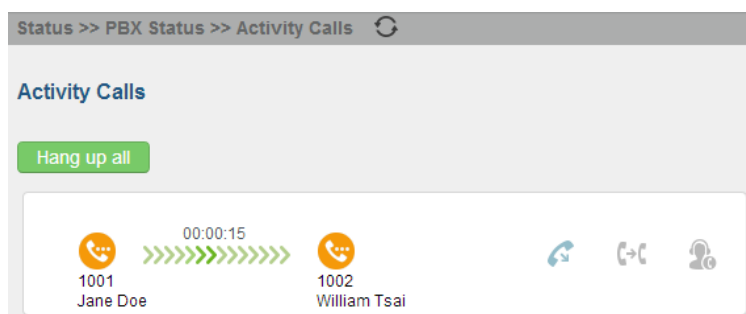 Status >> PBX Status >> Activity Calls
Activity Calls
Hang up all
00:00:15
1001 1002
Jane Doe William Tsai